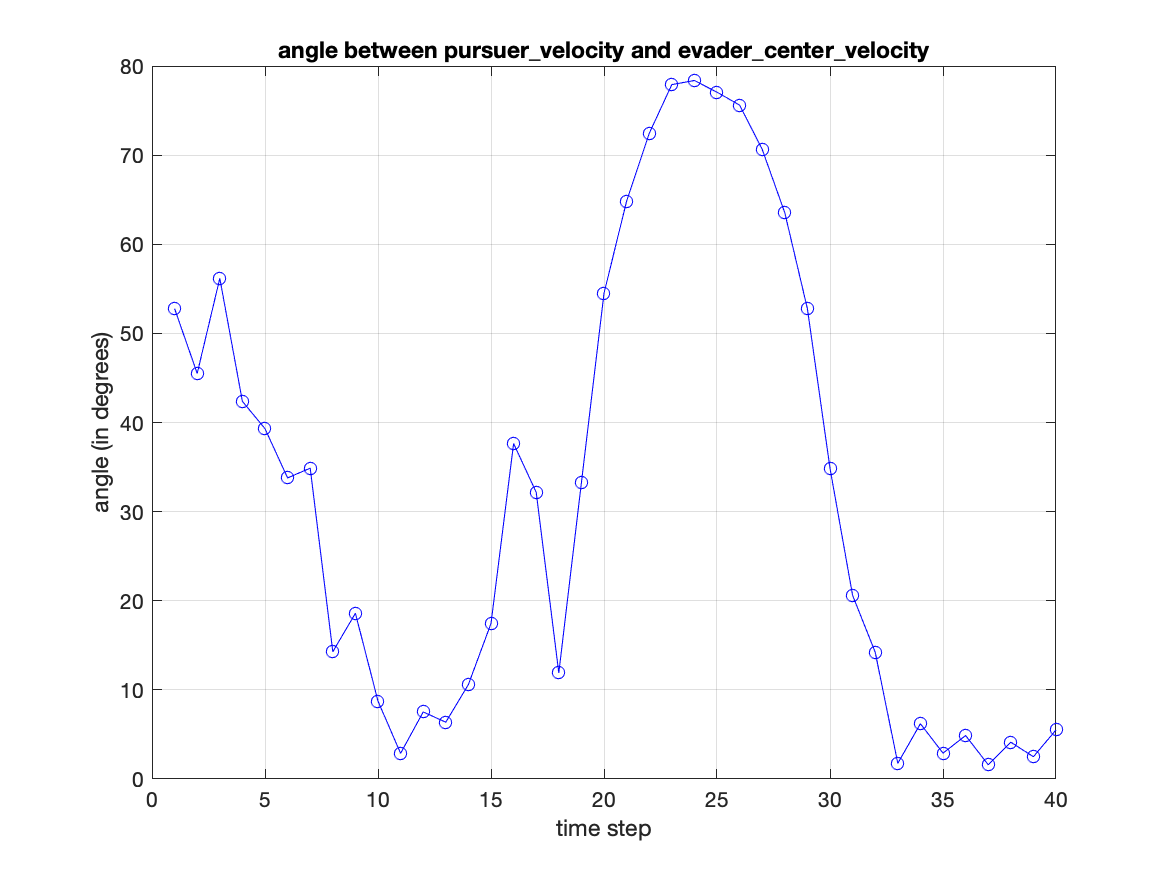 angle between pursuer_velocity and evader_center_velocity
80
70
60
50
40
30
20
10
0
angle (in degrees)
0 5 10 15 20 25 30 35 40
time step